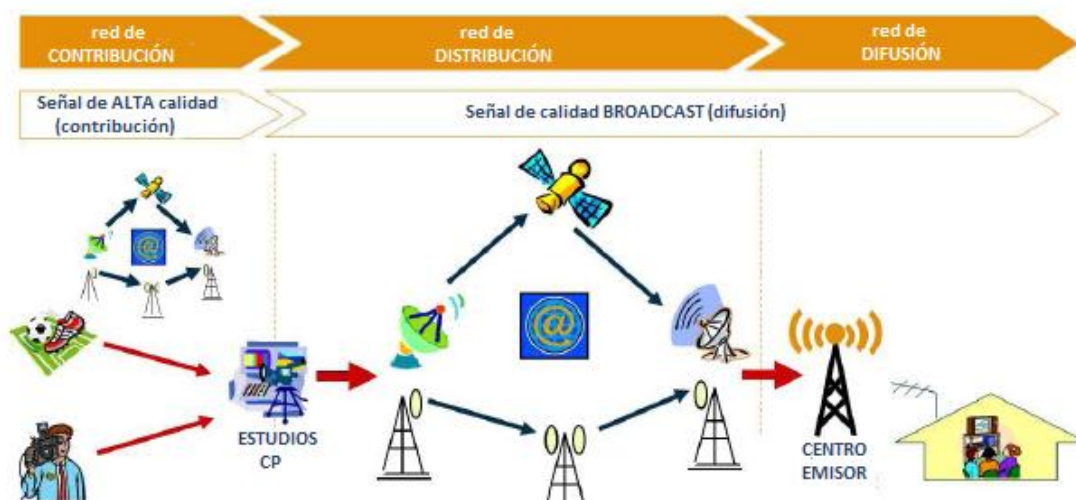 red de
CONTRIBUCIÓN
red de
DISTRIBUCIÓN
red de
DIFUSIÓN
Señal de ALTA calidad
(contribución)
Señal de calidad BROADCAST (difusión)
@
@
ESTUDIOS
CP
CENTRO
EMISOR